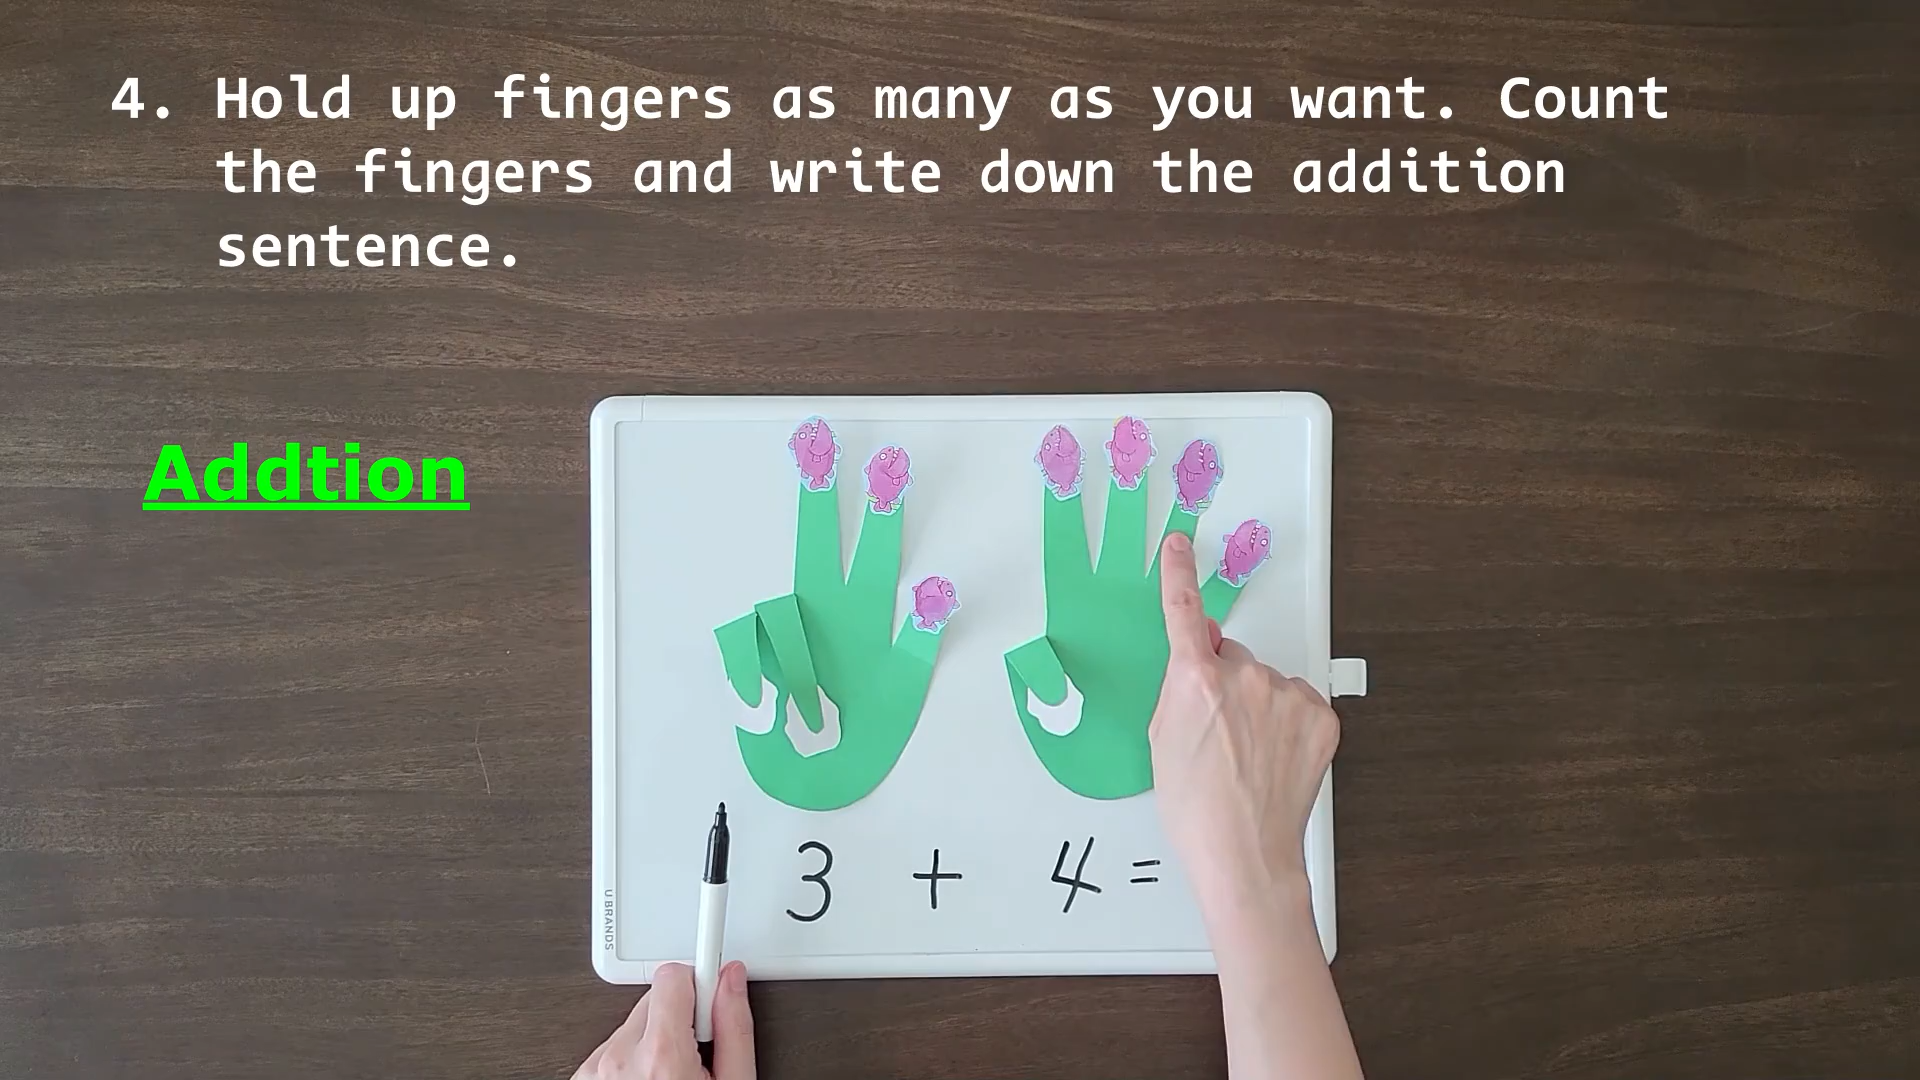 4. Hold up fingers as many as you want. Count
the fingers and write down the addition
sentence.
Addtion
3 + 4 =
U BRANDS